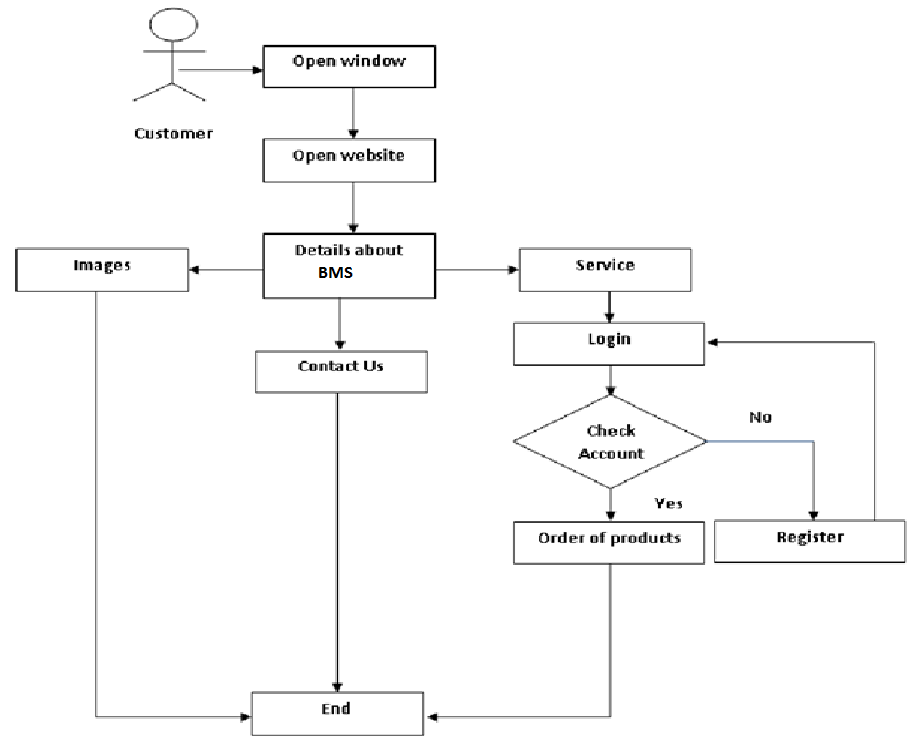 Open window
Customer
Open website
Details about
BMS
Images
Service
Login
Contact Us
No
Check
Account
Yes
Order of products
Register
End